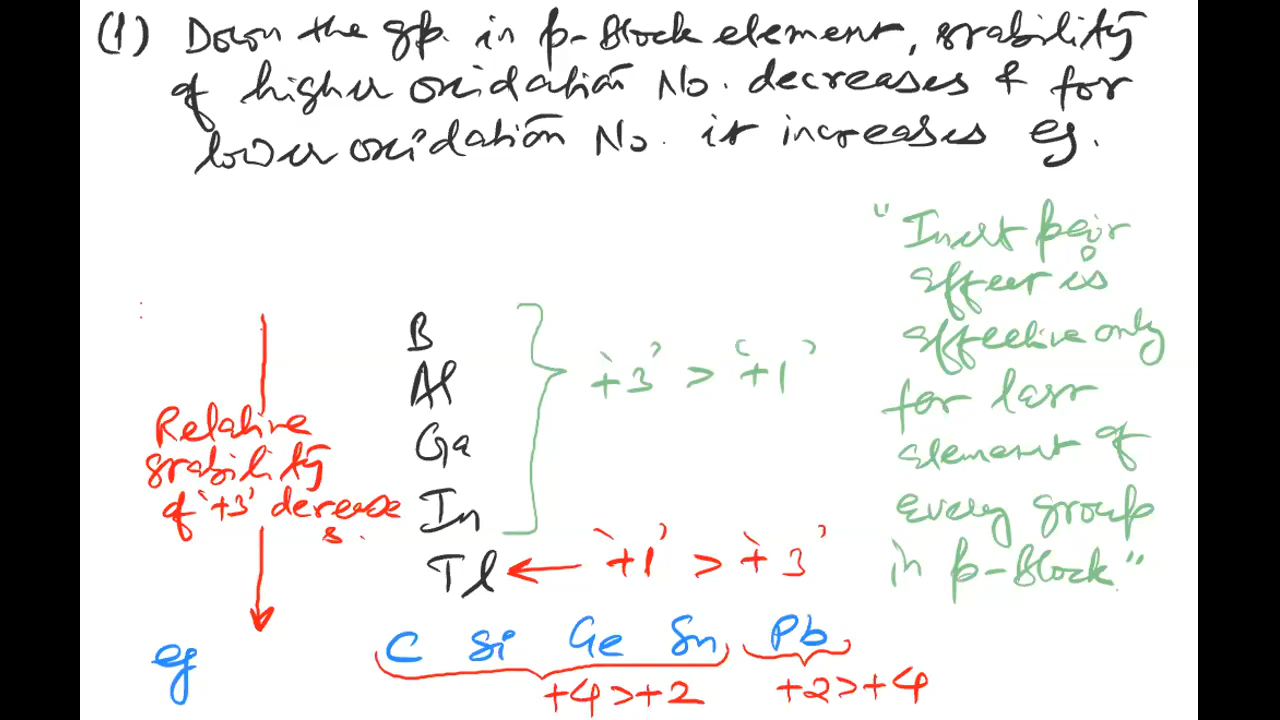 (1) Down the gp. in p-Block element, stability
of higher oxidation No. decreases & for
lower oxidation No. it increases eg.
"Inert pair
effect is
effective only
for last
element of
every group
in p-Block"
B
Al
Ga
In
'+3' > '+1'
Relative
stability
of '+3' derease
s.
Tl ← '+1' > '+3'
eg C Si Ge Sn Pb
+4>+2 +2>+4